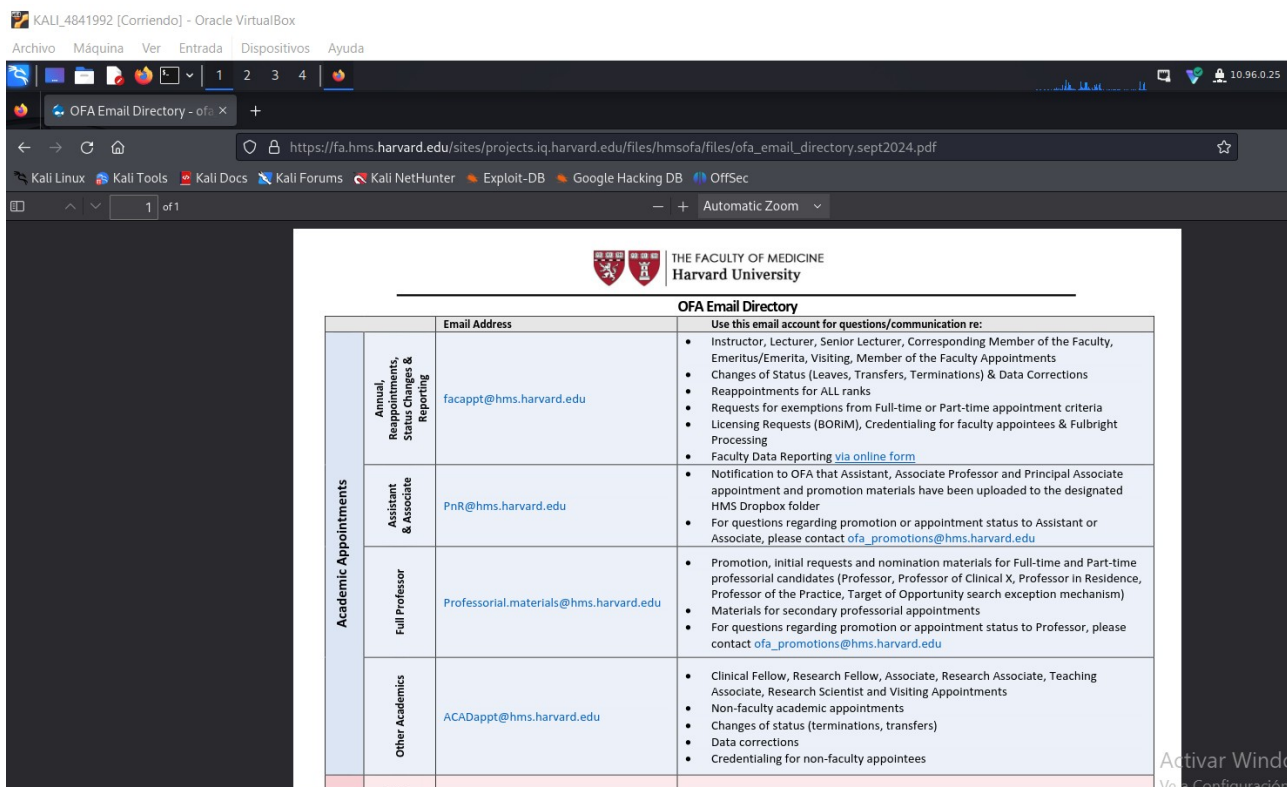 KALI_4841992 [Corriendo] - Oracle VirtualBox
Archivo Máquina Ver Entrada Dispositivos Ayuda
1 2 3 4
10.96.0.25
OFA Email Directory - ofa
https://fa.hms.harvard.edu/sites/projects.iq.harvard.edu/files/hmsofa/files/ofa_email_directory.sept2024.pdf
Kali Linux Kali Tools Kali Docs Kali Forums Kali NetHunter Exploit-DB Google Hacking DB OffSec
1 of 1 — + Automatic Zoom
THE FACULTY OF MEDICINE
Harvard University
OFA Email Directory
Email Address Use this email account for questions/communication re:
Academic Appointments
Annual,
Reappointments,
Status Changes &
Reporting
facappt@hms.harvard.edu
• Instructor, Lecturer, Senior Lecturer, Corresponding Member of the Faculty,
Emeritus/Emerita, Visiting, Member of the Faculty Appointments
• Changes of Status (Leaves, Transfers, Terminations) & Data Corrections
• Reappointments for ALL ranks
• Requests for exemptions from Full-time or Part-time appointment criteria
• Licensing Requests (BORiM), Credentialing for faculty appointees & Fulbright
Processing
• Faculty Data Reporting via online form
Assistant
& Associate
PnR@hms.harvard.edu
• Notification to OFA that Assistant, Associate Professor and Principal Associate
appointment and promotion materials have been uploaded to the designated
HMS Dropbox folder
• For questions regarding promotion or appointment status to Assistant or
Associate, please contact ofa_promotions@hms.harvard.edu
Full Professor
Professorial.materials@hms.harvard.edu
• Promotion, initial requests and nomination materials for Full-time and Part-time
professorial candidates (Professor, Professor of Clinical X, Professor in Residence,
Professor of the Practice, Target of Opportunity search exception mechanism)
• Materials for secondary professorial appointments
• For questions regarding promotion or appointment status to Professor, please
contact ofa_promotions@hms.harvard.edu
Other Academics
ACADappt@hms.harvard.edu
• Clinical Fellow, Research Fellow, Associate, Research Associate, Teaching
Associate, Research Scientist and Visiting Appointments
• Non-faculty academic appointments
• Changes of status (terminations, transfers)
• Data corrections
• Credentialing for non-faculty appointees
Activar Windo
Ve a Configuración